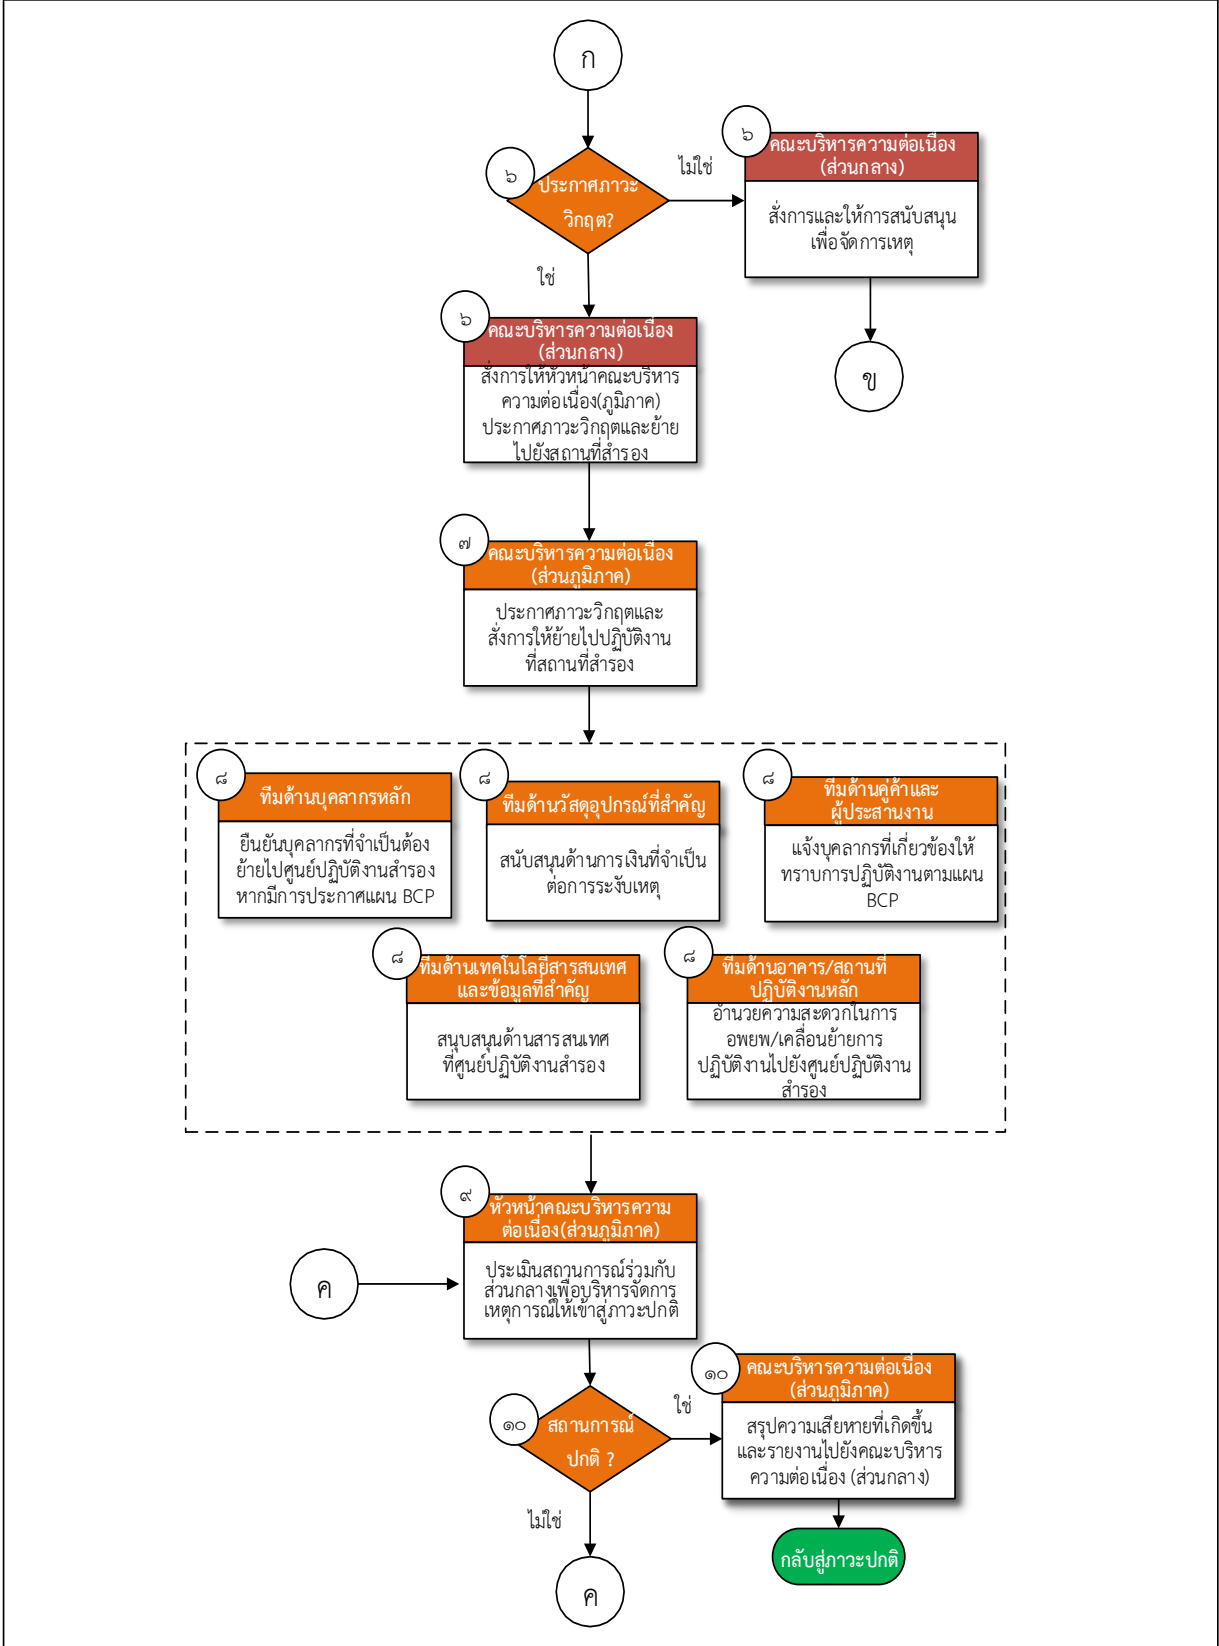 ก
๖
ประกาศภาวะ
วิกฤต?
ไม่ใช่
๖
คณะบริหารความต่อเนื่อง
(ส่วนกลาง)
สั่งการและให้การสนับสนุน
เพื่อจัดการเหตุ
ข
ใช่
๖
คณะบริหารความต่อเนื่อง
(ส่วนกลาง)
สั่งการให้หัวหน้าคณะบริหาร
ความต่อเนื่อง(ภูมิภาค)
ประกาศภาวะวิกฤตและย้าย
ไปยังสถานที่สำรอง
๗
คณะบริหารความต่อเนื่อง
(ส่วนภูมิภาค)
ประกาศภาวะวิกฤตและ
สั่งการให้ย้ายไปปฏิบัติงาน
ที่สถานที่สำรอง
๘
ทีมด้านบุคลากรหลัก
ยืนยันบุคลากรที่จำเป็นต้อง
ย้ายไปศูนย์ปฏิบัติงานสำรอง
หากมีการประกาศแผน BCP
๘
ทีมด้านวัสดุอุปกรณ์ที่สำคัญ
สนับสนุนด้านการเงินที่จำเป็น
ต่อการระงับเหตุ
๘
ทีมด้านคู่ค้าและ
ผู้ประสานงาน
แจ้งบุคลากรที่เกี่ยวข้องให้
ทราบการปฏิบัติงานตามแผน
BCP
๘
ทีมด้านเทคโนโลยีสารสนเทศ
และข้อมูลที่สำคัญ
สนุบสนุนด้านสารสนเทศ
ที่ศูนย์ปฏิบัติงานสำรอง
๘
ทีมด้านอาคาร/สถานที่
ปฏิบัติงานหลัก
อำนวยความสะดวกในการ
อพยพ/เคลื่อนย้ายการ
ปฏิบัติงานไปยังศูนย์ปฏิบัติงาน
สำรอง
๙
หัวหน้าคณะบริหารความ
ต่อเนื่อง(ส่วนภูมิภาค)
ประเมินสถานการณ์ร่วมกับ
ส่วนกลางเพื่อบริหารจัดการ
เหตุการณ์ให้เข้าสู่ภาวะปกติ
ค
๑๐
สถานการณ์
ปกติ ?
ใช่
๑๐
คณะบริหารความต่อเนื่อง
(ส่วนภูมิภาค)
สรุปความเสียหายที่เกิดขึ้น
และรายงานไปยังคณะบริหาร
ความต่อเนื่อง (ส่วนกลาง)
กลับสู่ภาวะปกติ
ไม่ใช่
ค